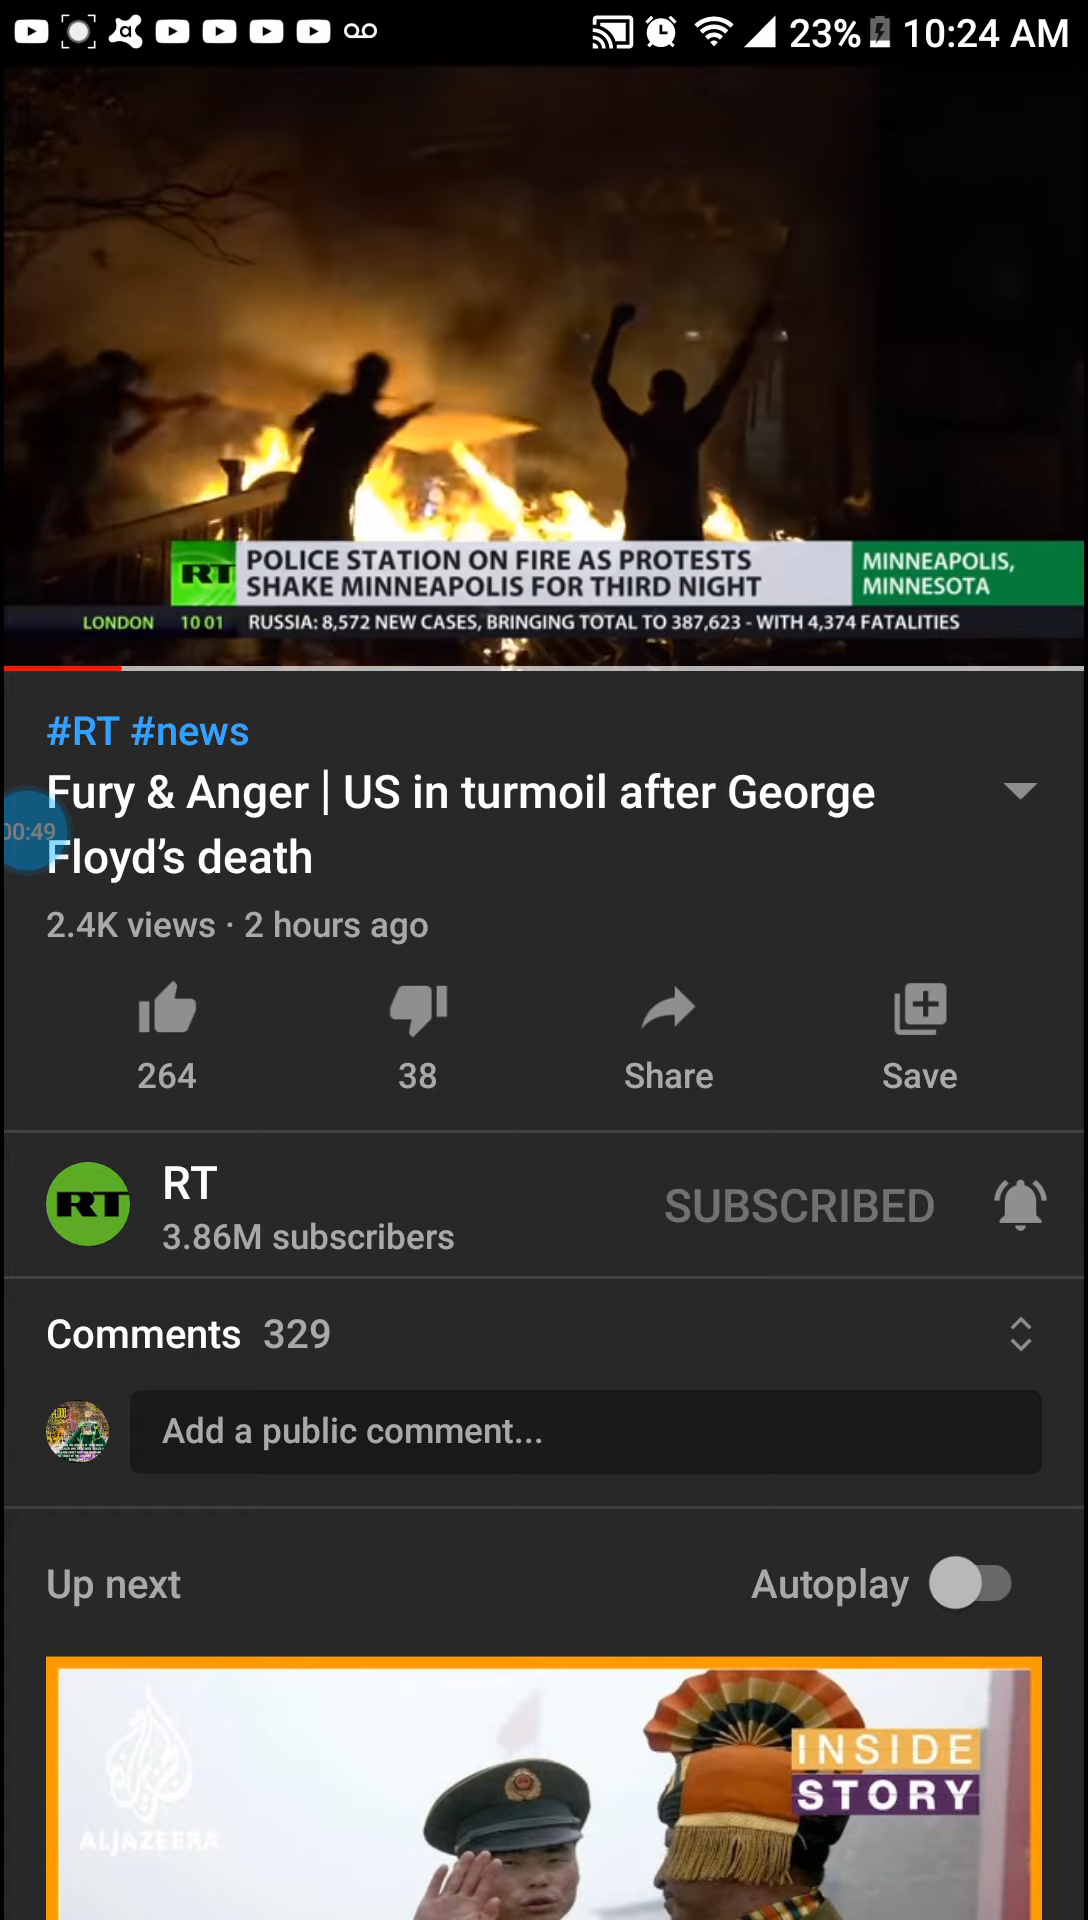 23% 10:24 AM
RT
POLICE STATION ON FIRE AS PROTESTS
SHAKE MINNEAPOLIS FOR THIRD NIGHT
MINNEAPOLIS,
MINNESOTA
LONDON 10 01 RUSSIA: 8,572 NEW CASES, BRINGING TOTAL TO 387,623 - WITH 4,374 FATALITIES
#RT #news
Fury & Anger | US in turmoil after George
Floyd’s death
00:49
2.4K views · 2 hours ago
264
38
Share
Save
RT
RT
3.86M subscribers
SUBSCRIBED
Comments 329
Add a public comment...
Up next
Autoplay
INSIDE
STORY
ALJAZEERA